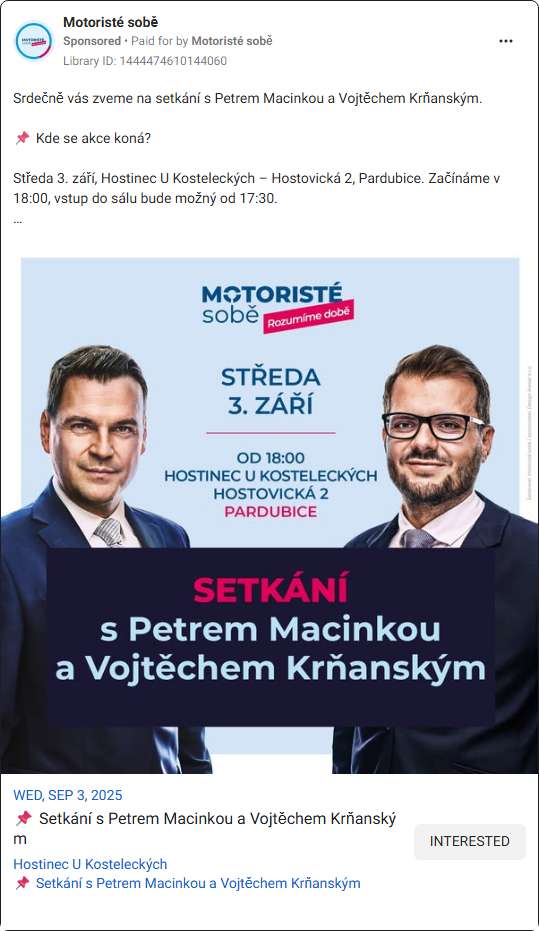 Motoristé sobě
Sponsored • Paid for by Motoristé sobě
Library ID: 1444474610144060
Srdečně vás zveme na setkání s Petrem Macinkou a Vojtěchem Krňanským.
📌 Kde se akce koná?
Středa 3. září, Hostinec U Kosteleckých – Hostovická 2, Pardubice. Začínáme v
18:00, vstup do sálu bude možný od 17:30.
...
MOTORISTÉ
sobě
Rozumíme době
STŘEDA
3. ZÁŘÍ
OD 18:00
HOSTINEC U KOSTELECKÝCH
HOSTOVICKÁ 2
PARDUBICE
SETKÁNÍ
s Petrem Macinkou
a Vojtěchem Krňanským
WED, SEP 3, 2025
📌 Setkání s Petrem Macinkou a Vojtěchem Krňanský
m
INTERESTED
Hostinec U Kosteleckých
📌 Setkání s Petrem Macinkou a Vojtěchem Krňanským